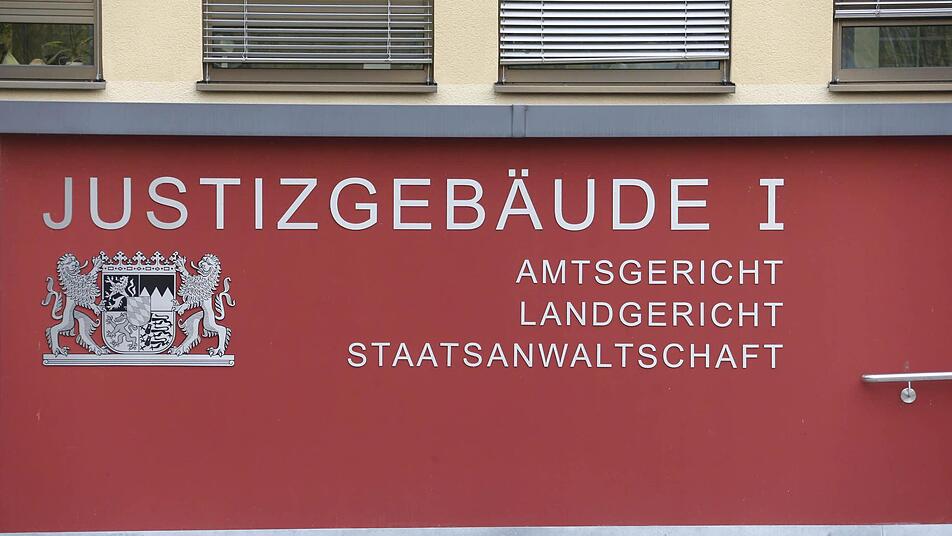 JUSTIZGEBÄUDE I
AMTSGERICHT
LANDGERICHT
STAATSANWALTSCHAFT